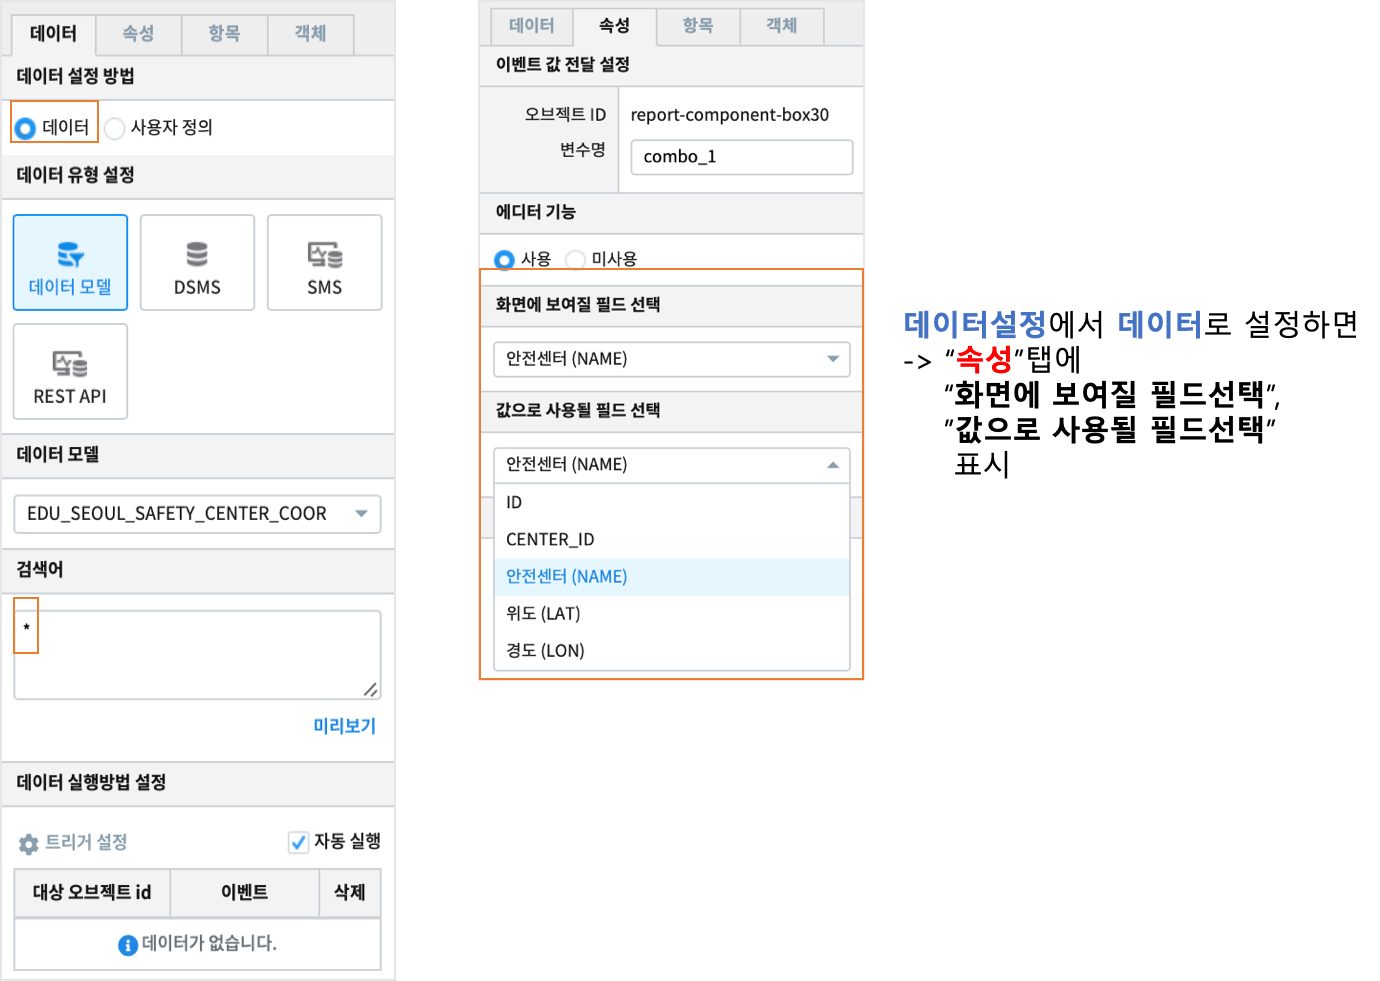 데이터 속성 항목 객체
데이터 설정 방법
데이터 사용자 정의
데이터 유형 설정
데이터 모델 DSMS SMS
REST API
데이터 모델
EDU_SEOUL_SAFETY_CENTER_COOR
검색어
*
미리보기
데이터 실행방법 설정
트리거 설정 자동 실행
대상 오브젝트 id 이벤트 삭제
데이터가 없습니다.
데이터 속성 항목 객체
이벤트 값 전달 설정
오브젝트 ID report-component-box30
변수명 combo_1
에디터 기능
사용 미사용
화면에 보여질 필드 선택
안전센터 (NAME)
값으로 사용될 필드 선택
안전센터 (NAME)
ID
CENTER_ID
안전센터 (NAME)
위도 (LAT)
경도 (LON)
데이터설정에서 데이터로 설정하면
-> “속성”탭에
“화면에 보여질 필드선택”,
”값으로 사용될 필드선택”
표시